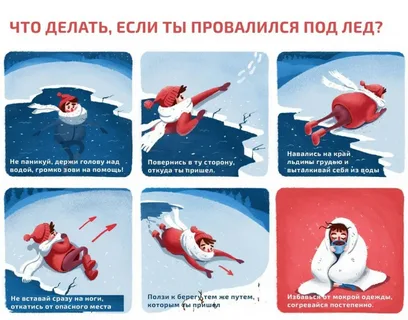 ЧТО ДЕЛАТЬ, ЕСЛИ ТЫ ПРОВАЛИЛСЯ ПОД ЛЕД?
Не паникуй, держи голову над
водой, громко зови на помощь!
Повернись в ту сторону,
откуда ты пришел.
Навались на край
льдины грудью и
выталкивай себя из воды
Не вставай сразу на ноги,
откатись от опасного места
Ползи к берегу тем же путем,
которым ты пришел
Избавься от мокрой одежды,
согревайся постепенно.